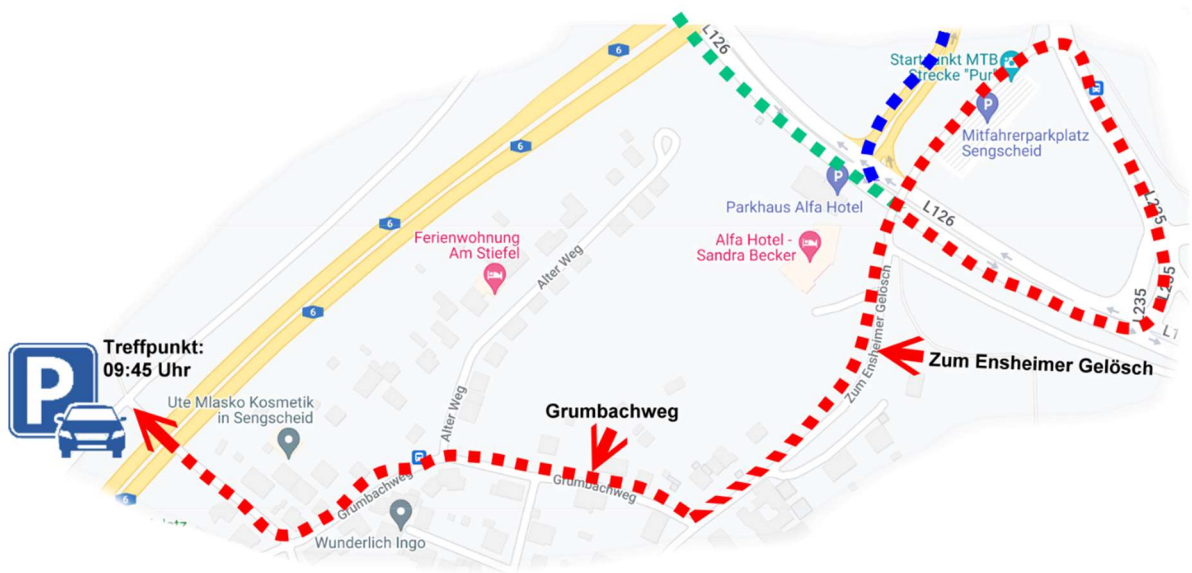 L126
6
Startpunkt MTB
Strecke "Pur"
P
Mitfahrerparkplatz
Sengscheid
6
P
Parkhaus Alfa Hotel
L126
L235
6
Ferienwohnung
Am Stiefel
Alter Weg
Alfa Hotel -
Sandra Becker
L235
L235
6
Zum Ensheimer Gelösch
P
Treffpunkt:
09:45 Uhr
Zum Ensheimer Gelösch
Ute Mlasko Kosmetik
in Sengscheid
Alter Weg
Grumbachweg
Grumbachweg
Grumbachweg
6
Wunderlich Ingo